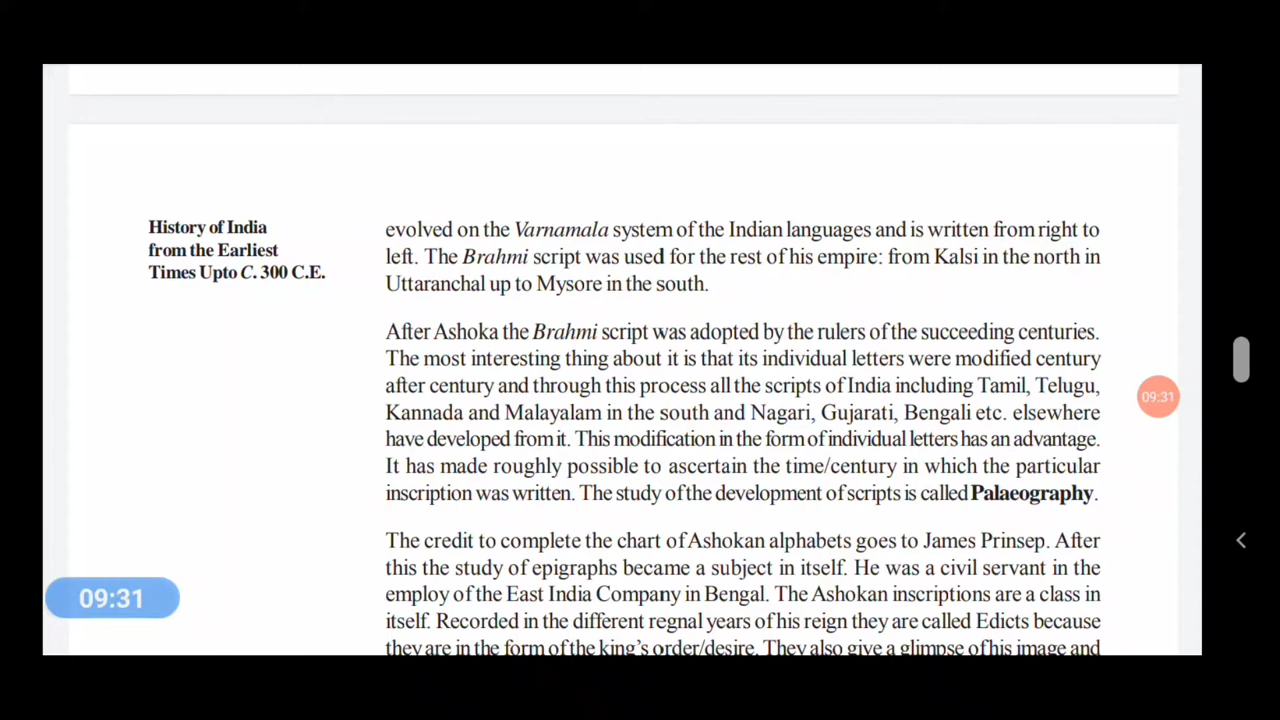 History of India
from the Earliest
Times Upto C. 300 C.E.
evolved on the Varnamala system of the Indian languages and is written from right to
left. The Brahmi script was used for the rest of his empire: from Kalsi in the north in
Uttaranchal up to Mysore in the south.
After Ashoka the Brahmi script was adopted by the rulers of the succeeding centuries.
The most interesting thing about it is that its individual letters were modified century
after century and through this process all the scripts of India including Tamil, Telugu,
Kannada and Malayalam in the south and Nagari, Gujarati, Bengali etc. elsewhere
have developed from it. This modification in the form of individual letters has an advantage.
It has made roughly possible to ascertain the time/century in which the particular
inscription was written. The study of the development of scripts is called Palaeography.
The credit to complete the chart of Ashokan alphabets goes to James Prinsep. After
this the study of epigraphs became a subject in itself. He was a civil servant in the
employ of the East India Company in Bengal. The Ashokan inscriptions are a class in
itself. Recorded in the different regnal years of his reign they are called Edicts because
they are in the form of the king's order/desire. They also give a glimpse of his image and
09:31
09:31